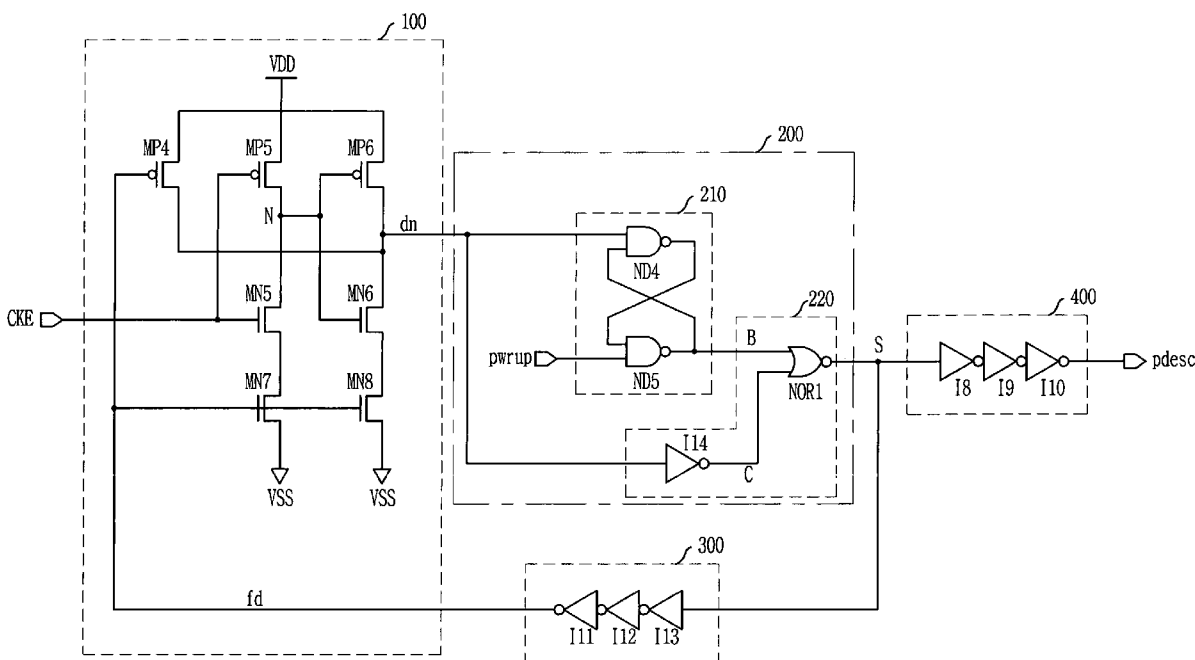 100
VDD
200
MP4
MP5
MP6
210
N
dn
ND4
MN5
MN6
220
400
CKE
B
S
pwrup
pdesc
ND5
NOR1
I8
I9
I10
MN7
MN8
I14
C
VSS
VSS
300
fd
I11
I12
I13